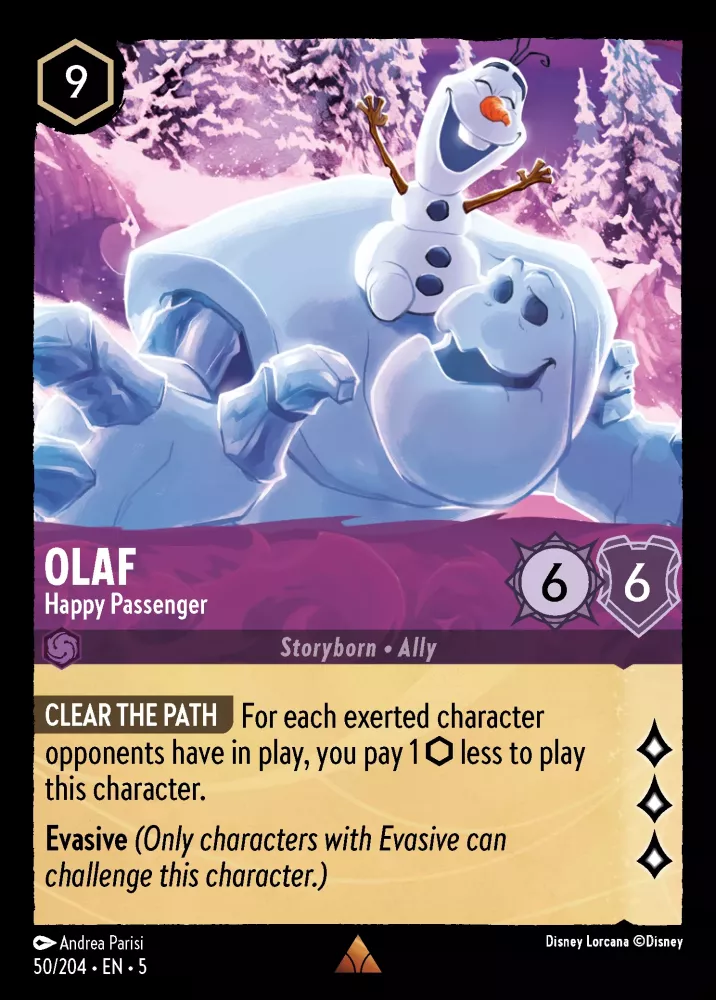 9
OLAF
Happy Passenger
6 6
Storyborn • Ally
CLEAR THE PATH For each exerted character
opponents have in play, you pay 1 ⬡ less to play
this character.
Evasive (Only characters with Evasive can
challenge this character.)
Andrea Parisi
Disney Lorcana ©Disney
50/204 • EN • 5